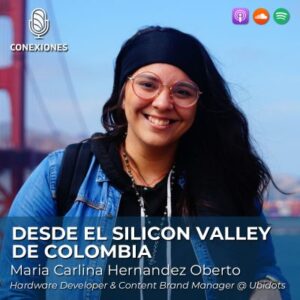 CONEXIONES
DESDE EL SILICON VALLEY
DE COLOMBIA
Maria Carlina Hernandez Oberto
Hardware Developer & Content Brand Manager @ Ubidots